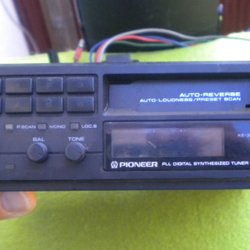 AUTO-REVERSE
AUTO-LOUDNESS/PRESET SCAN
P.SCAN MONO LOC.S
BAL TONE
PIONEER PLL DIGITAL SYNTHESIZED TUNER